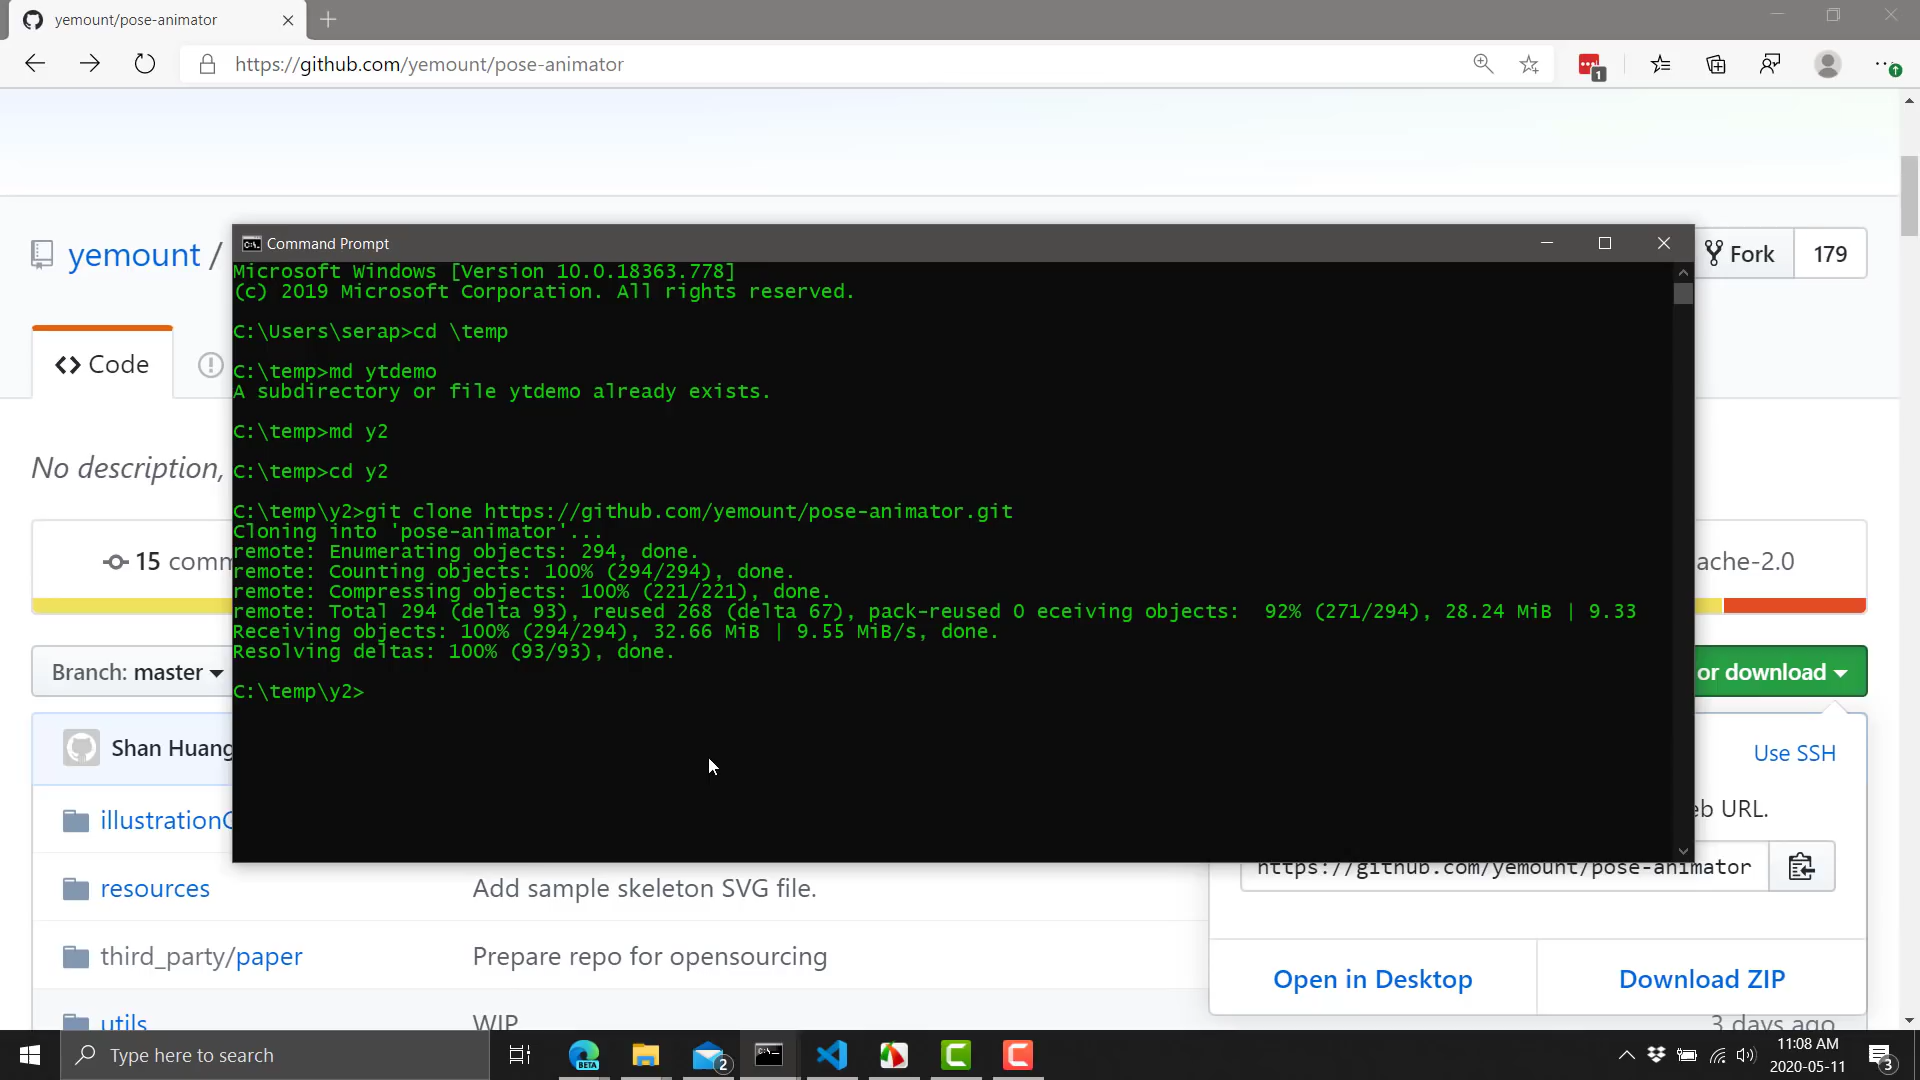 yemount/pose-animator
https://github.com/yemount/pose-animator
1
yemount /
Fork 179
Code
No description,
15 comm
ache-2.0
Branch: master
or download
Shan Huang
Use SSH
eb URL.
illustration
https://github.com/yemount/pose-animator
resources Add sample skeleton SVG file.
third_party/paper Prepare repo for opensourcing
Open in Desktop Download ZIP
utils WIP 3 days ago
Command Prompt
Microsoft Windows [Version 10.0.18363.778]
(c) 2019 Microsoft Corporation. All rights reserved.
C:\Users\serap>cd \temp
C:\temp>md ytdemo
A subdirectory or file ytdemo already exists.
C:\temp>md y2
C:\temp>cd y2
C:\temp\y2>git clone https://github.com/yemount/pose-animator.git
Cloning into 'pose-animator'...
remote: Enumerating objects: 294, done.
remote: Counting objects: 100% (294/294), done.
remote: Compressing objects: 100% (221/221), done.
remote: Total 294 (delta 93), reused 268 (delta 67), pack-reused 0 eceiving objects:  92% (271/294), 28.24 MiB | 9.33
Receiving objects: 100% (294/294), 32.66 MiB | 9.55 MiB/s, done.
Resolving deltas: 100% (93/93), done.
C:\temp\y2>
Type here to search
BETA
2
11:08 AM
2020-05-11
3